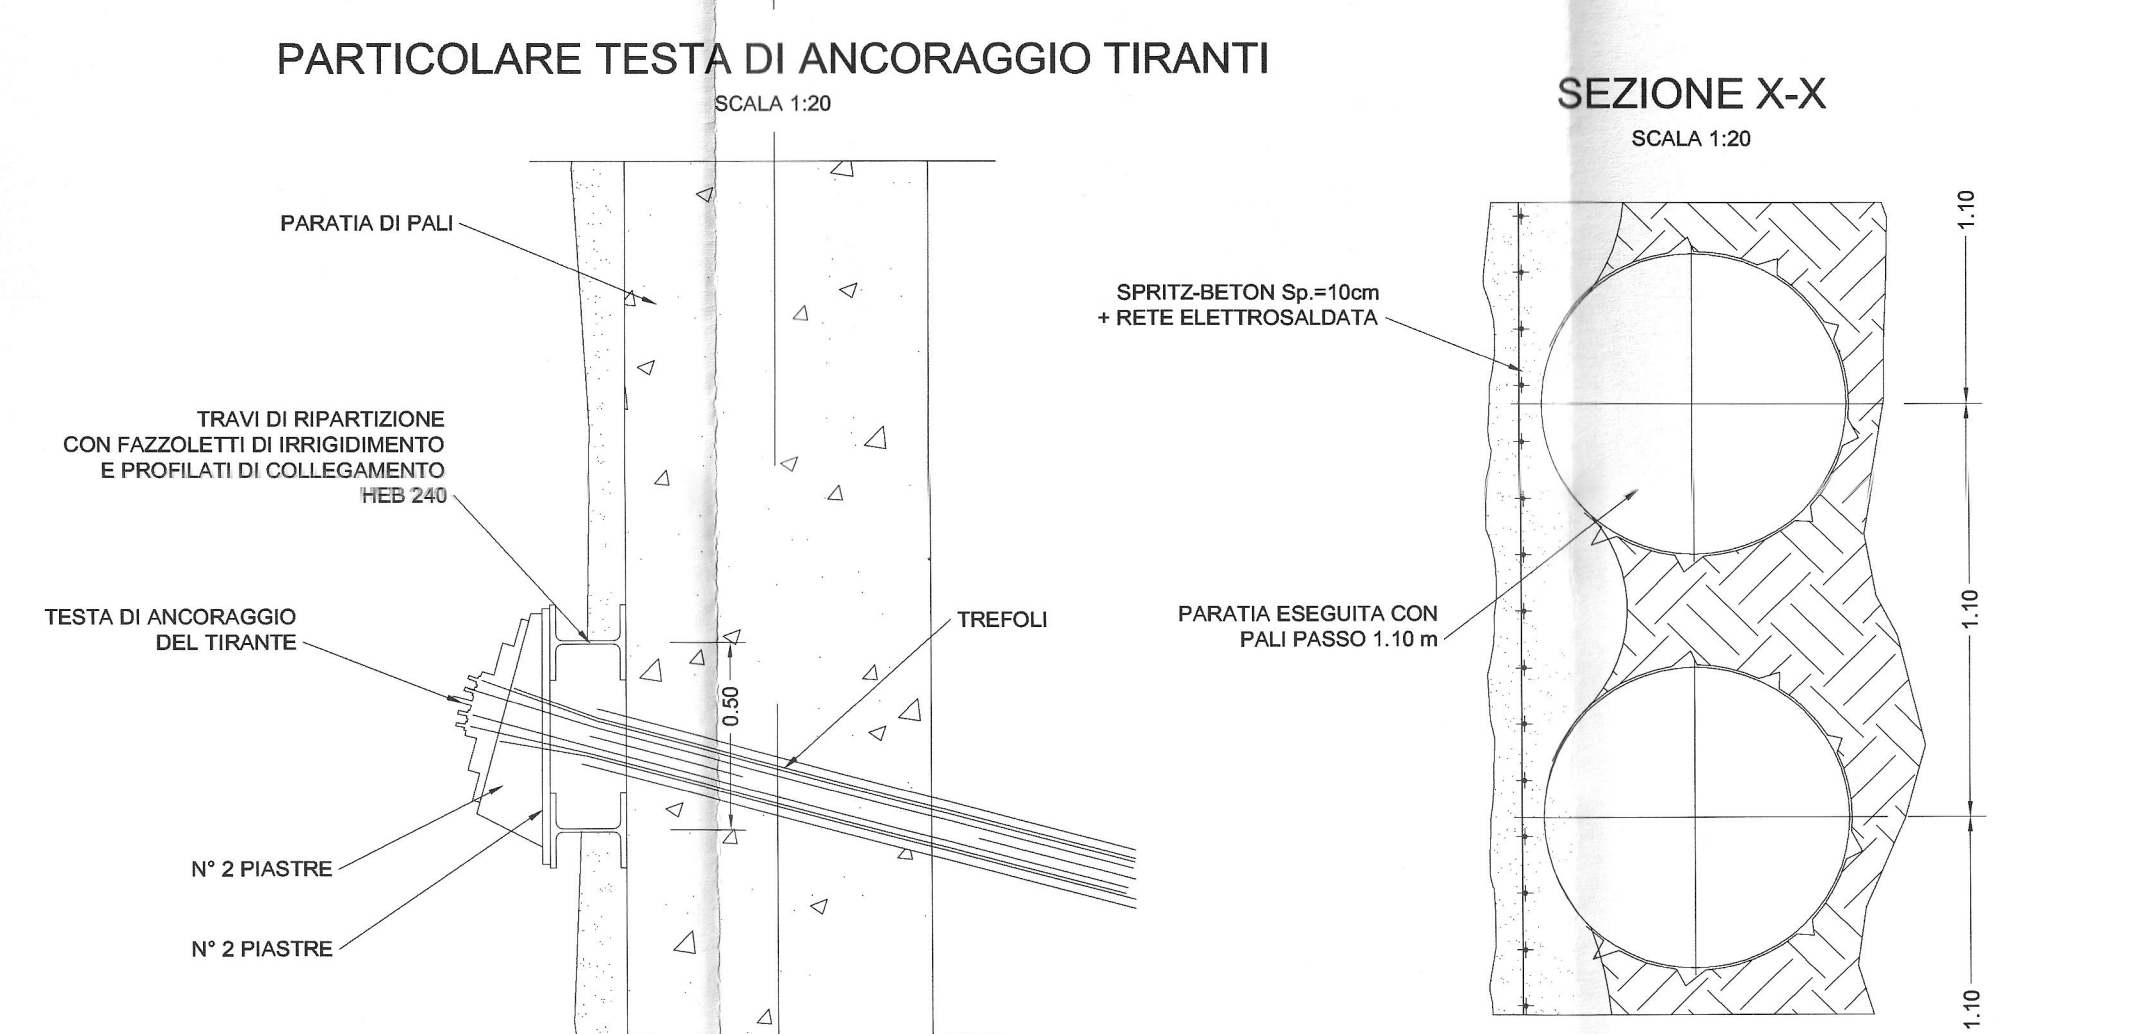 PARTICOLARE TESTA DI ANCORAGGIO TIRANTI
SCALA 1:20
PARATIA DI PALI
TRAVI DI RIPARTIZIONE
CON FAZZOLETTI DI IRRIGIDIMENTO
E PROFILATI DI COLLEGAMENTO
HEB 240
TESTA DI ANCORAGGIO
DEL TIRANTE
TREFOLI
0.50
N° 2 PIASTRE
N° 2 PIASTRE
SEZIONE X-X
SCALA 1:20
SPRITZ-BETON Sp.=10cm
+ RETE ELETTROSALDATA
PARATIA ESEGUITA CON
PALI PASSO 1.10 m
1.10
1.10
1.10